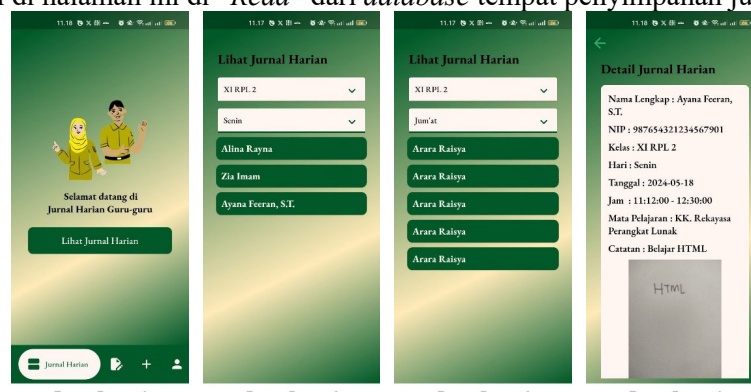 di halaman ini di "Read" dari database tempat penyimpanan ju
11.18
Selamat datang di
Jurnal Harian Guru-guru
Lihat Jurnal Harian
Jurnal Harian
11.17
Lihat Jurnal Harian
XI RPL 2
Senin
Alina Rayna
Zia Imam
Ayana Feeran, S.T.
11.17
Lihat Jurnal Harian
XI RPL 2
Jum'at
Arara Raisya
Arara Raisya
Arara Raisya
Arara Raisya
Arara Raisya
11.18
Detail Jurnal Harian
Nama Lengkap : Ayana Feeran,
S.T.
NIP : 987654321234567901
Kelas : XI RPL 2
Hari : Senin
Tanggal : 2024-05-18
Jam : 11:12:00 - 12:30:00
Mata Pelajaran : KK. Rekayasa
Perangkat Lunak
Catatan : Belajar HTML
HTML